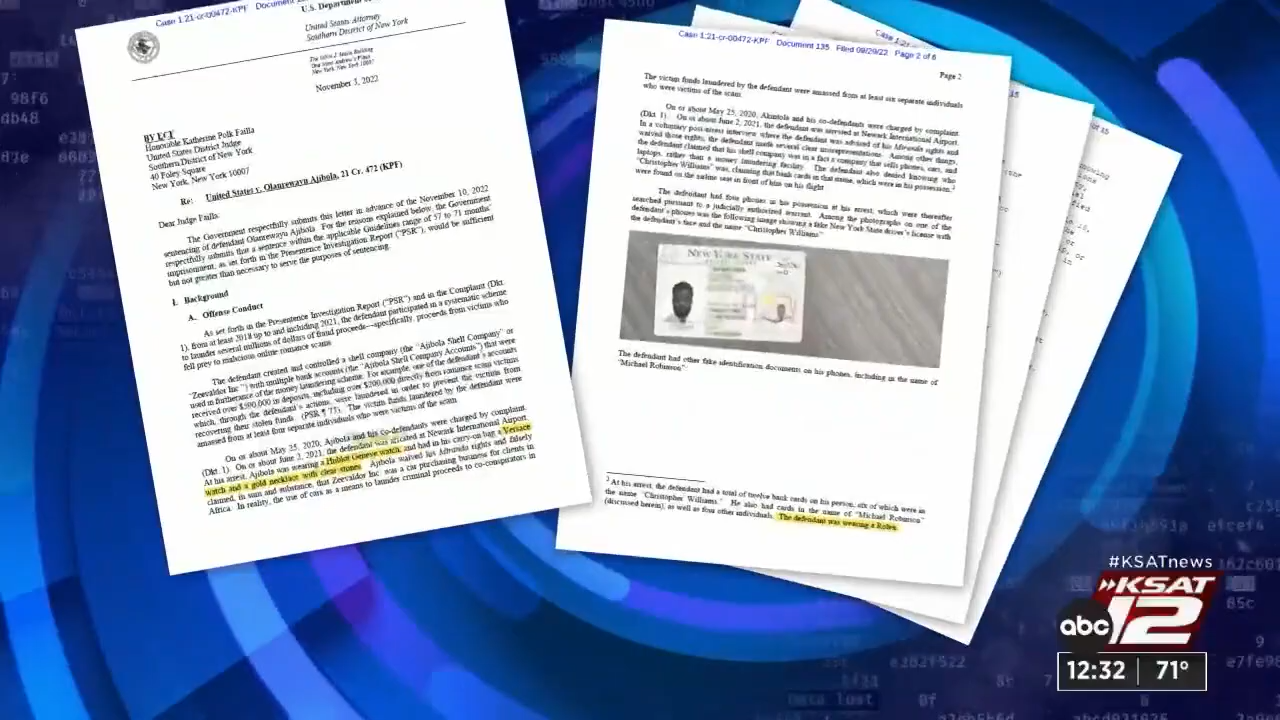 Case 1:21-cr-00472-KPF Document
U.S. Depart
United States Attorney
Southern District of New York
The Silvio J. Mollo Building
One Saint Andrew's Plaza
New York, New York 10007
November 3, 2022
BY ECF
Honorable Katherine Polk Failla
United States District Judge
Southern District of New York
40 Foley Square
New York, New York 10007
Re: United States v. Olanrewayn Ajibola, 21 Cr. 472 (KPF)
Dear Judge Failla:
The Government respectfully submits this letter in advance of the November 10, 2022
sentencing of defendant Olanrewayn Ajibola. For the reasons explained below, the Government
respectfully submits that a sentence within the applicable Guidelines range of 57 to 71 months'
imprisonment, as set forth in the Presentence Investigation Report ("PSR"), would be sufficient
but not greater than necessary to serve the purposes of sentencing.
I. Background
A. Offense Conduct
As set forth in the Presentence Investigation Report ("PSR") and in the Complaint (Dkt.
1), from at least 2018 up to and including 2021, the defendant participated in a systematic scheme
to launder several millions of dollars of fraud proceeds—specifically, proceeds from victims who
fell prey to malicious online romance scams.
The defendant created and controlled a shell company (the "Ajibola Shell Company" or
"Zeevaldor Inc.") with multiple bank accounts (the "Ajibola Shell Company Accounts") that were
used in furtherance of the money laundering scheme. For example, one of the defendant's accounts
received over $500,000 in deposits, including over $200,000 directly from romance scam victims
which, through the defendant's actions, were laundered in order to prevent the victims from
recovering their stolen funds. (PSR ¶ 75). The victim funds laundered by the defendant were
amassed from at least four separate individuals who were victims of the scam.
On or about May 25, 2020, Ajibola and his co-defendants were charged by complaint
(Dkt. 1). On or about June 2, 2021, the defendant was arrested at Newark International Airport.
At his arrest, Ajibola was wearing a Hublot Geneve watch, and had in his carry-on bag a Versace
watch and a gold necklace with clear stones. Ajibola waived his Miranda rights and falsely
claimed, in sum and substance, that Zeevaldor Inc. was a car purchasing business for clients in
Africa. In reality, the use of cars as a means to launder criminal proceeds to co-conspirators in
Case 1:21-cr-00472-KPF Document 135 Filed 09/29/22 Page 2 of 6
Page 2
The victim funds laundered by the defendant were amassed from at least six separate individuals
who were victims of the scam.
On or about May 25, 2020, Akintola and his co-defendants were charged by complaint
(Dkt. 1). On or about June 2, 2021, the defendant was arrested at Newark International Airport.
In a voluntary post-arrest interview where the defendant was advised of his Miranda rights and
waived those rights, the defendant made several clear misrepresentations. Among other things,
the defendant claimed that his shell company was in fact a company that sells phones, cars, and
laptops, rather than a money laundering facility. The defendant also denied knowing who
"Christopher Williams" was, claiming that bank cards in that name, which were in his possession,
were found on the airline seat in front of him on his flight.
The defendant had four phones in his possession at his arrest, which were thereafter
searched pursuant to a judicially authorized warrant. Among the photographs on one of the
defendant's phones was the following image showing a fake New York State driver's license with
the defendant's face and the name "Christopher Williams"
NEW YORK STATE
The defendant had other fake identification documents on his phones, including in the name of
"Michael Robinson":
At his arrest, the defendant had a total of twelve bank cards on his person, six of which were in
the name "Christopher Williams." He also had cards in the name of "Michael Robinson"
(discussed herein), as well as four other individuals. The defendant was wearing a Rolex.
#KSATnews
KSAT
12
abc
12:32 71°
Data lost